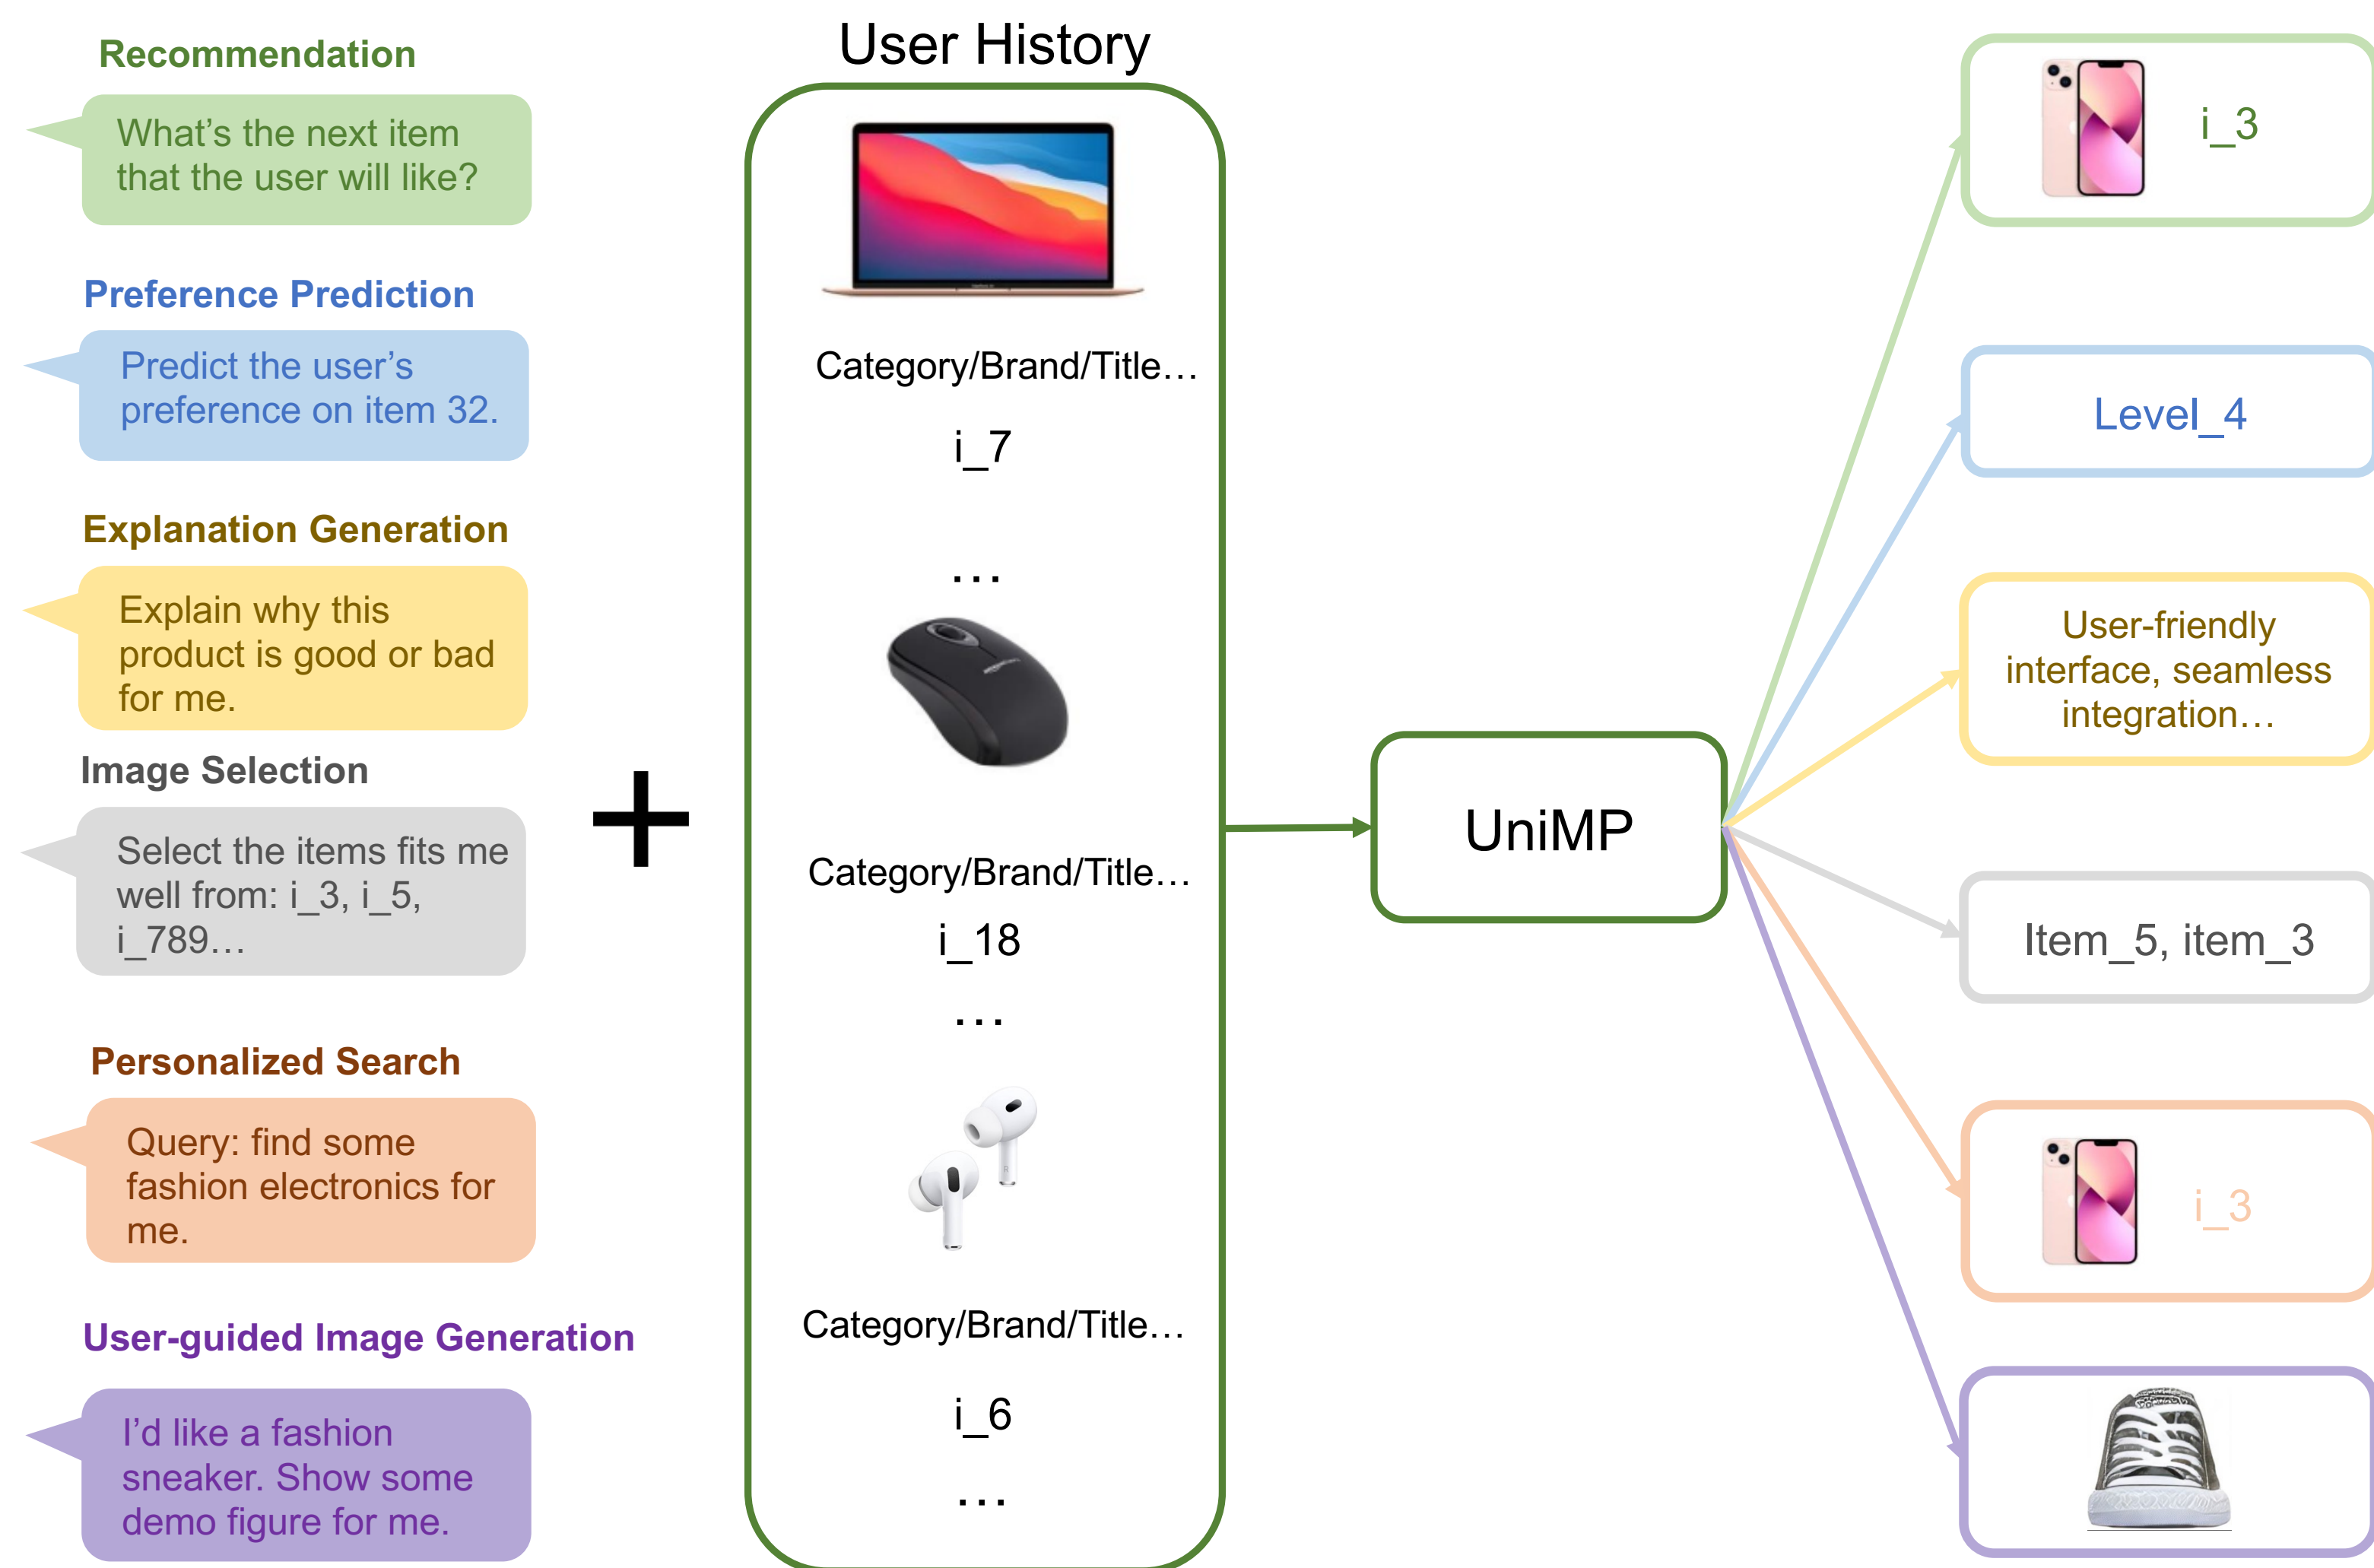 Recommendation
What’s the next item
that the user will like?
Preference Prediction
Predict the user’s
preference on item 32.
Explanation Generation
Explain why this
product is good or bad
for me.
Image Selection
Select the items fits me
well from: i_3, i_5,
i_789…
Personalized Search
Query: find some
fashion electronics for
me.
User-guided Image Generation
I’d like a fashion
sneaker. Show some
demo figure for me.
+
User History
Category/Brand/Title…
i_7
…
Category/Brand/Title…
i_18
…
Category/Brand/Title…
i_6
…
UniMP
i_3
Level_4
User-friendly
interface, seamless
integration…
Item_5, item_3
i_3